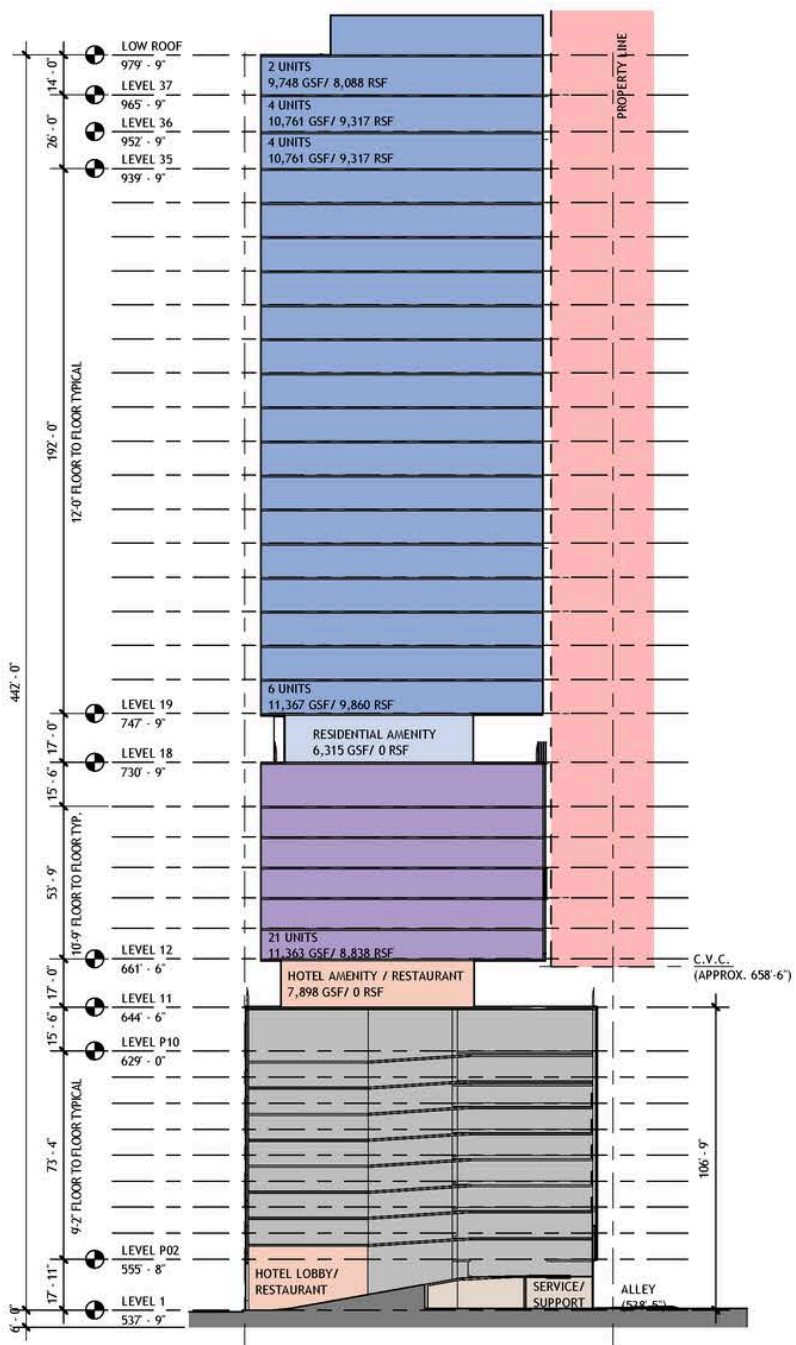 LOW ROOF
979' - 9"
14' - 0"
LEVEL 37
965' - 9"
26' - 0"
LEVEL 36
952' - 9"
LEVEL 35
939' - 9"
2 UNITS
9,748 GSF/ 8,088 RSF
4 UNITS
10,761 GSF/ 9,317 RSF
4 UNITS
10,761 GSF/ 9,317 RSF
PROPERTY LINE
192' - 0"
12'-0" FLOOR TO FLOOR TYPICAL
442' - 0"
6 UNITS
11,367 GSF/ 9,860 RSF
LEVEL 19
747' - 9"
17' - 0"
RESIDENTIAL AMENITY
6,315 GSF/ 0 RSF
LEVEL 18
730' - 9"
15' - 6"
53' - 9"
10'-9" FLOOR TO FLOOR TYP.
21 UNITS
11,363 GSF/ 8,838 RSF
LEVEL 12
661' - 6"
C.V.C.
(APPROX. 658'-6")
17' - 0"
HOTEL AMENITY / RESTAURANT
7,898 GSF/ 0 RSF
LEVEL 11
644' - 6"
15' - 6"
LEVEL P10
629' - 0"
73' - 4"
9'-2" FLOOR TO FLOOR TYPICAL
106' - 9"
LEVEL P02
555' - 8"
17' - 11"
HOTEL LOBBY/
RESTAURANT
SERVICE/
SUPPORT
ALLEY
(538'-5")
LEVEL 1
537' - 9"
6' - 0"